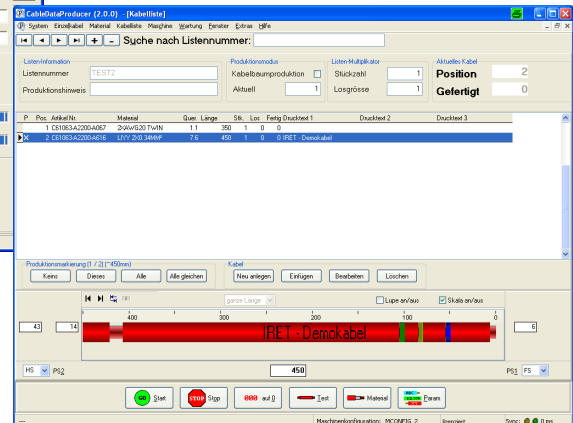 CableDataProducer (2.0.0) - [Kabelliste]
System Einzelkabel Material Kabelliste Maschine Wartung Fenster Extras Hilfe
Suche nach Listennummer:
Listen-Information Produktionsmodus Listen-Multiplikator Aktuelles Kabel
Listennummer TEST2 Kabelbaumproduktion Stückzahl 1 Position 2
Produktionshinweis Aktuell 1 Losgrösse 1 Gefertigt 0
P Pos. Artikel Nr. Material Quer. Länge Stk. Los Fertig Drucktext 1 Drucktext 2 Drucktext 3
1 C61063-A2200-A067 2XAWG20 TWIN 1.1 350 1 0 0
X 2 C61063-A2200-A616 LIYY 2X0.34MM² 7.6 450 1 0 0 IRET - Demokabel
Produktionsmarkierung (1 / 2) (~450mm) Kabel
Keins Dieses Alle Alle gleichen Neu anlegen Einfügen Bearbeiten Löschen
ganze Länge Lupe an/aus Skala an/aus
400 300 200 100 0
43 14 IRET - Demokabel 6
HS PS2 450 PS1 FS
GO Start STOP Stop 000 auf 0 Test Material Param
Maschinenkonfiguration: MCONFIG_2 lizenziert Sync: 0 ms